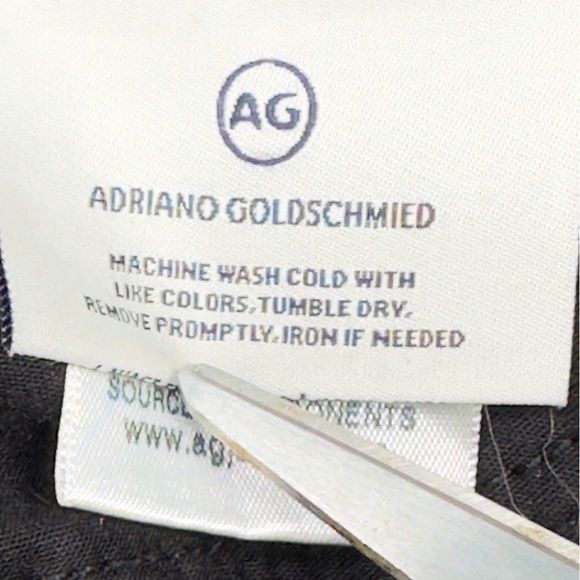 AG
ADRIANO GOLDSCHMIED
MACHINE WASH COLD WITH
LIKE COLORS.TUMBLE DRY.
REMOVE PROMPTLY.IRON IF NEEDED